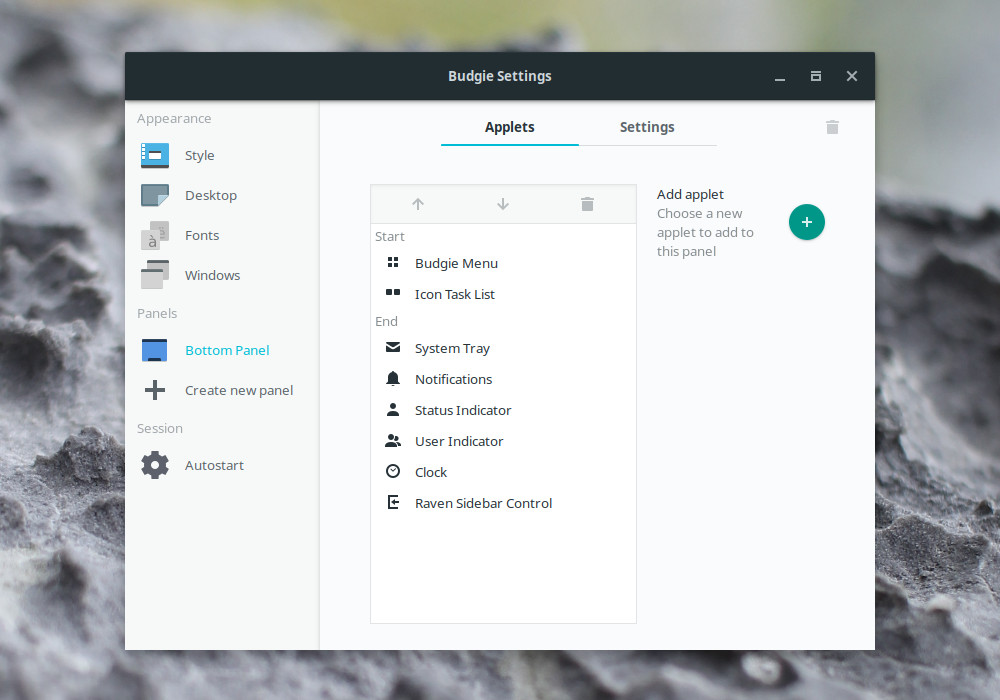 Budgie Settings
Appearance
Style
Desktop
Fonts
Windows
Panels
Bottom Panel
Create new panel
Session
Autostart
Applets
Settings
Start
Budgie Menu
Icon Task List
End
System Tray
Notifications
Status Indicator
User Indicator
Clock
Raven Sidebar Control
Add applet
Choose a new
applet to add to
this panel